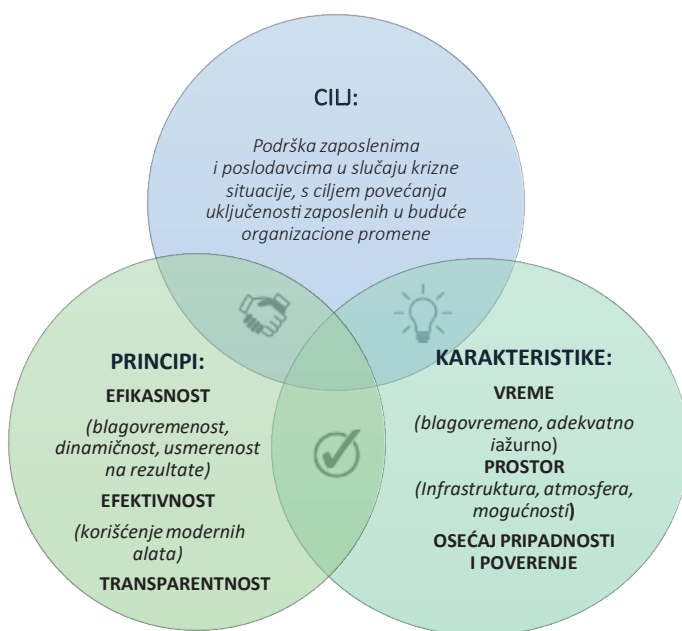 CILJ:
Podrška zaposlenima
i poslodavcima u slučaju krizne
situacije, s ciljem povećanja
uključenosti zaposlenih u buduće
organizacione promene
PRINCIPI:
EFIKASNOST
(blagovremenost,
dinamičnost, usmerenost
na rezultate)
EFEKTIVNOST
(korišćenje modernih
alata)
TRANSPARENTNOST
KARAKTERISTIKE:
VREME
(blagovremeno, adekvatno
iažurno)
PROSTOR
(Infrastruktura, atmosfera,
mogućnosti)
OSEĆAJ PRIPADNOSTI
I POVERENJE